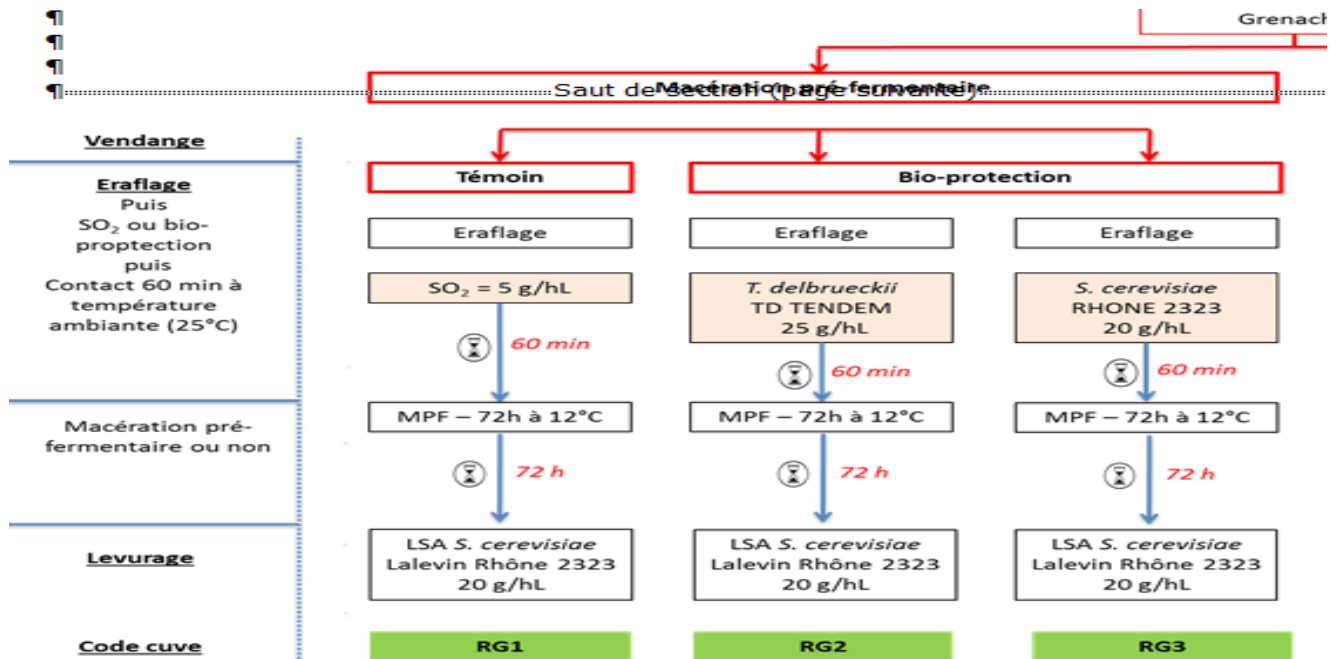 ¶
¶
¶
¶
Grenach
Macération pré-fermentaire
Saut de section (page suivante)
Vendange
Eraflage
Puis
SO₂ ou bio-
proptection
puis
Contact 60 min à
température
ambiante (25°C)
Macération pré-
fermentaire ou non
Levurage
Code cuve
Témoin
Bio-protection
Eraflage
Eraflage
Eraflage
SO₂ = 5 g/hL
T. delbrueckii
TD TENDEM
25 g/hL
S. cerevisiae
RHONE 2323
20 g/hL
60 min
60 min
60 min
MPF – 72h à 12°C
MPF – 72h à 12°C
MPF – 72h à 12°C
72 h
72 h
72 h
LSA S. cerevisiae
Lalevin Rhône 2323
20 g/hL
LSA S. cerevisiae
Lalevin Rhône 2323
20 g/hL
LSA S. cerevisiae
Lalevin Rhône 2323
20 g/hL
RG1
RG2
RG3